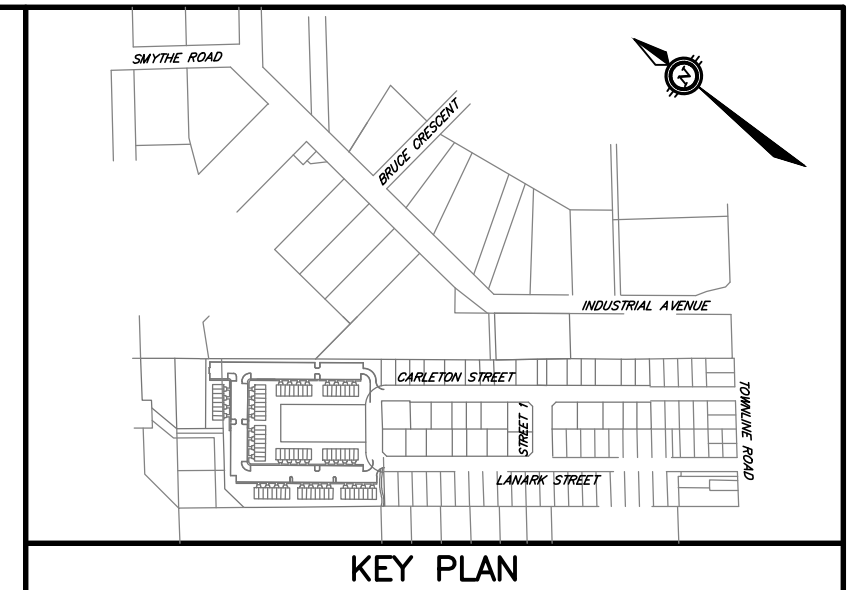 SMYTHE ROAD
N
BRUCE CRESCENT
INDUSTRIAL AVENUE
CARLETON STREET
STREET 1
TOWNLINE ROAD
LANARK STREET
KEY PLAN